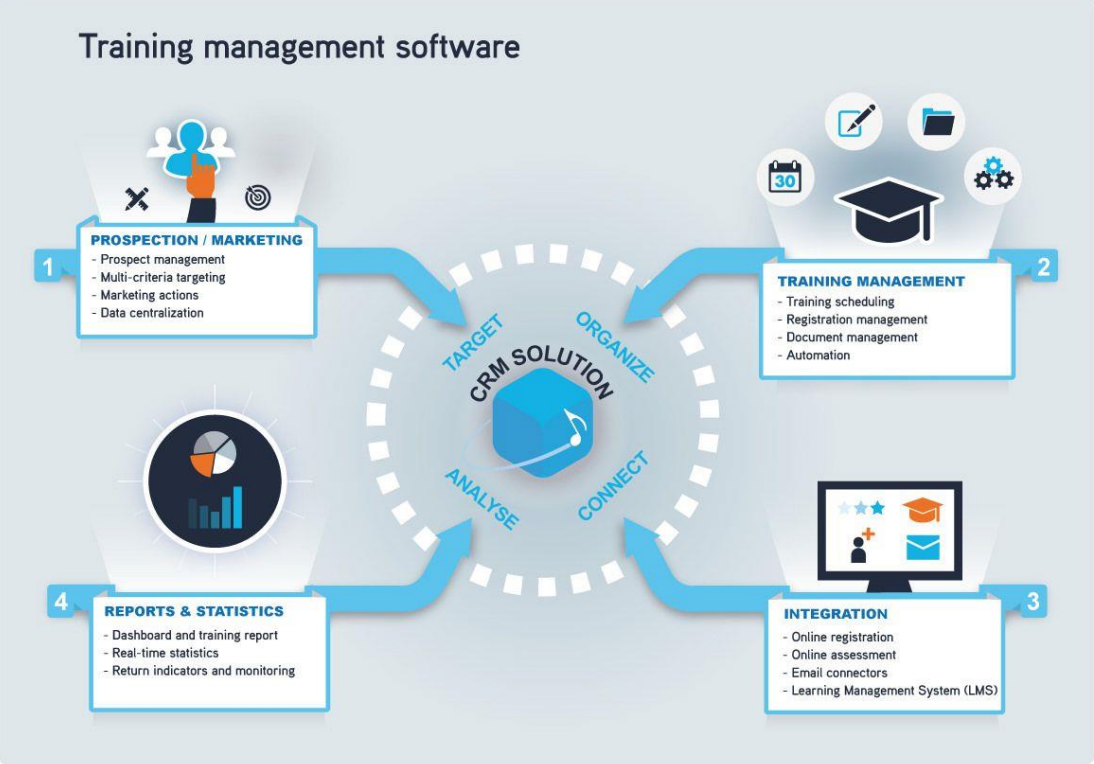 Training management software
1
PROSPECTION / MARKETING
- Prospect management
- Multi-criteria targeting
- Marketing actions
- Data centralization
30
2
TRAINING MANAGEMENT
- Training scheduling
- Registration management
- Document management
- Automation
TARGET
ORGANIZE
CRM SOLUTION
ANALYSE
CONNECT
4
REPORTS & STATISTICS
- Dashboard and training report
- Real-time statistics
- Return indicators and monitoring
3
INTEGRATION
- Online registration
- Online assessment
- Email connectors
- Learning Management System (LMS)